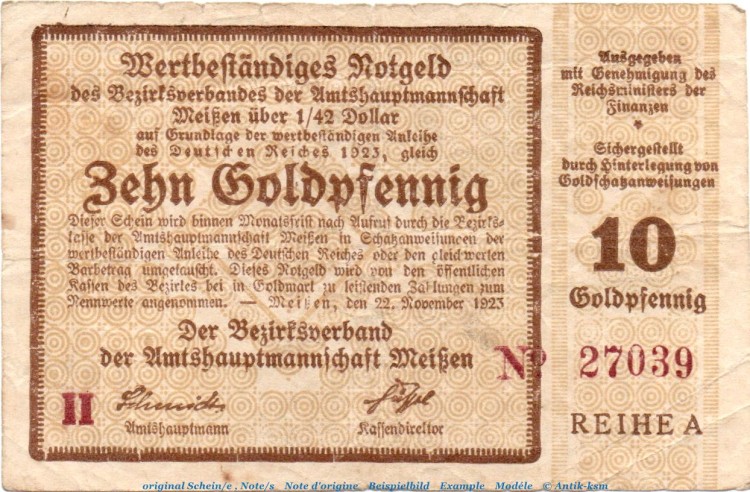 Wertbeständiges Notgeld
des Bezirksverbandes der Amtshauptmannschaft
Meißen über 1/42 Dollar
auf Grundlage der wertbeständigen Anleihe
des Deutschen Reiches 1923, gleich
Zehn Goldpfennig
Dieser Schein wird binnen Monatsfrist nach Aufruf durch die Bezirks-
kasse der Amtshauptmannschaft Meißen in Schatzanweisungen der
wertbeständigen Anleihe des Deutschen Reiches oder den gleichwerten
Barbetrag umgetauscht. Dieses Notgeld wird von den öffentlichen
Kassen des Bezirkes bei in Goldmark zu leistenden Zahlungen zum
Nennwerte angenommen. — Meißen, den 22. November 1923
Der Bezirksverband
der Amtshauptmannschaft Meißen
II
Schmidt
Amtshauptmann
Kassendirektor
Ausgegeben
mit Genehmigung des
Reichsministers der
Finanzen
*
Sichergestellt
durch Hinterlegung von
Goldschatzanweisungen
10
Goldpfennig
No 27039
REIHE A
original Schein/e . Note/s Note d'origine Beispielbild Example Modéle © Antik-ksm